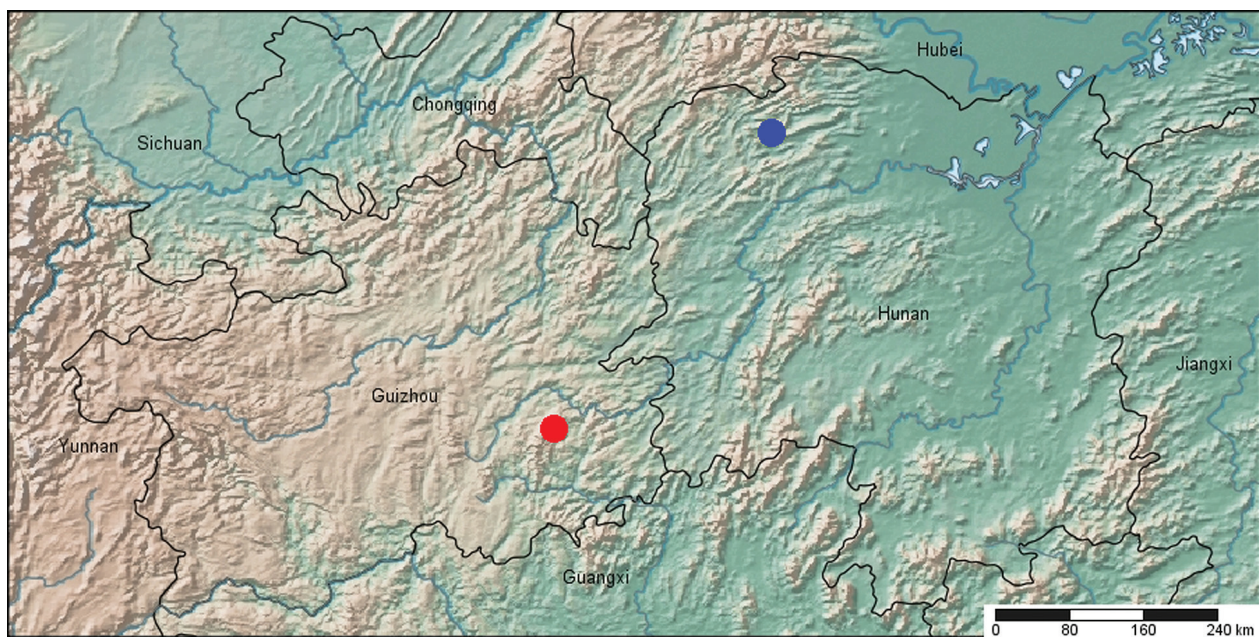 Hubei
Chongqing
Sichuan
Hunan
Jiangxi
Guizhou
Yunnan
Guangxi
0 80 160 240 km